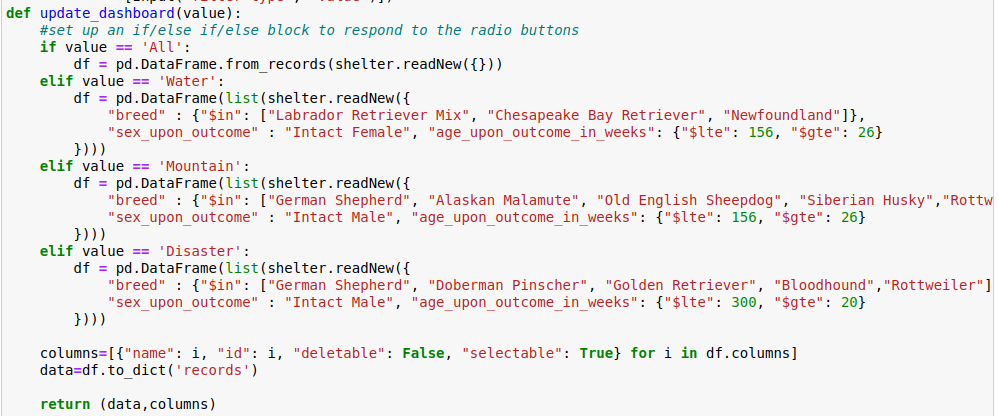 def update_dashboard(value):
    #set up an if/else if/else block to respond to the radio buttons
    if value == 'All':
        df = pd.DataFrame.from_records(shelter.readNew({}))
    elif value == 'Water':
        df = pd.DataFrame(list(shelter.readNew({
            "breed" : {"$in": ["Labrador Retriever Mix", "Chesapeake Bay Retriever", "Newfoundland"]},
            "sex_upon_outcome" : "Intact Female", "age_upon_outcome_in_weeks": {"$lte": 156, "$gte": 26}
        })))
    elif value == 'Mountain':
        df = pd.DataFrame(list(shelter.readNew({
            "breed" : {"$in": ["German Shepherd", "Alaskan Malamute", "Old English Sheepdog", "Siberian Husky","Rottw
            "sex_upon_outcome" : "Intact Male", "age_upon_outcome_in_weeks": {"$lte": 156, "$gte": 26}
        })))
    elif value == 'Disaster':
        df = pd.DataFrame(list(shelter.readNew({
            "breed" : {"$in": ["German Shepherd", "Doberman Pinscher", "Golden Retriever", "Bloodhound","Rottweiler"]
            "sex_upon_outcome" : "Intact Male", "age_upon_outcome_in_weeks": {"$lte": 300, "$gte": 20}
        })))
    columns=[{"name": i, "id": i, "deletable": False, "selectable": True} for i in df.columns]
    data=df.to_dict('records')
    return (data,columns)